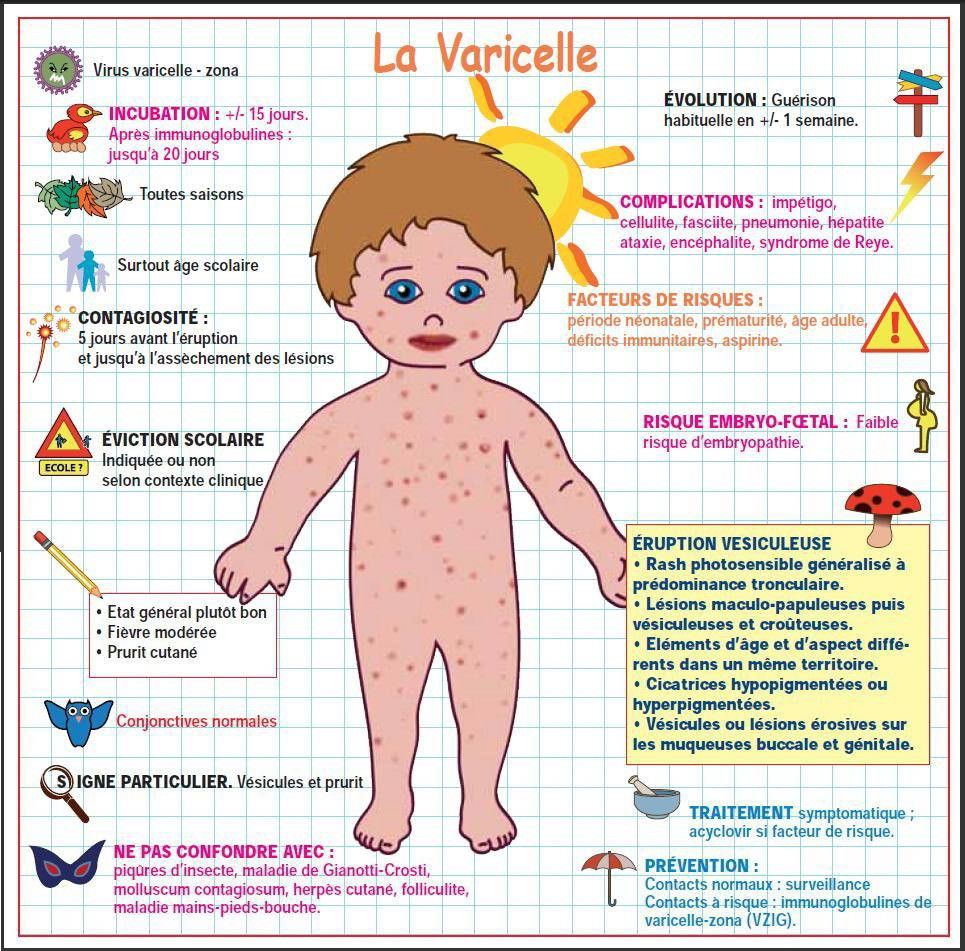 La Varicelle
Virus varicelle - zona
INCUBATION : +/- 15 jours.
Après immunoglobulines :
jusqu'à 20 jours
Toutes saisons
Surtout âge scolaire
CONTAGIOSITÉ :
5 jours avant l'éruption
et jusqu'à l'assèchement des lésions
ÉVICTION SCOLAIRE
Indiquée ou non
selon contexte clinique
ECOLE ?
• Etat général plutôt bon
• Fièvre modérée
• Prurit cutané
Conjonctives normales
SIGNE PARTICULIER. Vésicules et prurit
NE PAS CONFONDRE AVEC :
piqûres d'insecte, maladie de Gianotti-Crosti,
molluscum contagiosum, herpès cutané, folliculite,
maladie mains-pieds-bouche.
ÉVOLUTION : Guérison
habituelle en +/- 1 semaine.
COMPLICATIONS : impétigo,
cellulite, fasciite, pneumonie, hépatite
ataxie, encéphalite, syndrome de Reye.
FACTEURS DE RISQUES :
période néonatale, prématurité, âge adulte,
déficits immunitaires, aspirine.
!
RISQUE EMBRYO-FŒTAL : Faible
risque d'embryopathie.
ÉRUPTION VESICULEUSE
• Rash photosensible généralisé à
prédominance tronculaire.
• Lésions maculo-papuleuses puis
vésiculeuses et croûteuses.
• Eléments d'âge et d'aspect diffé-
rents dans un même territoire.
• Cicatrices hypopigmentées ou
hyperpigmentées.
• Vésicules ou lésions érosives sur
les muqueuses buccale et génitale.
TRAITEMENT symptomatique ;
acyclovir si facteur de risque.
PRÉVENTION :
Contacts normaux : surveillance
Contacts à risque : immunoglobulines de
varicelle-zona (VZIG).